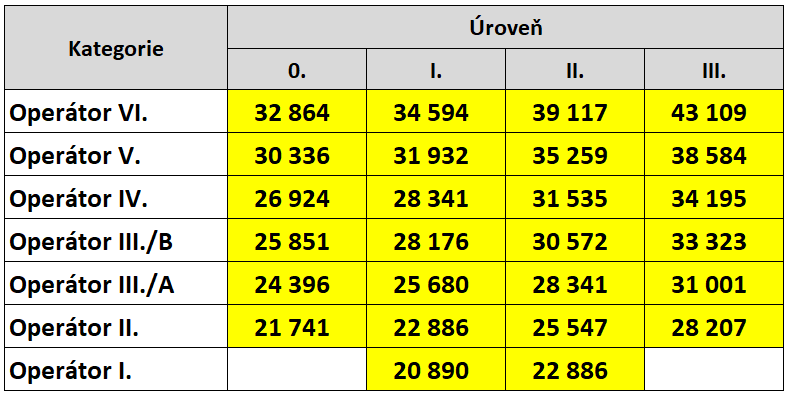 Kategorie Úroveň
0. I. II. III.
Operátor VI. 32 864 34 594 39 117 43 109
Operátor V. 30 336 31 932 35 259 38 584
Operátor IV. 26 924 28 341 31 535 34 195
Operátor III./B 25 851 28 176 30 572 33 323
Operátor III./A 24 396 25 680 28 341 31 001
Operátor II. 21 741 22 886 25 547 28 207
Operátor I. 20 890 22 886